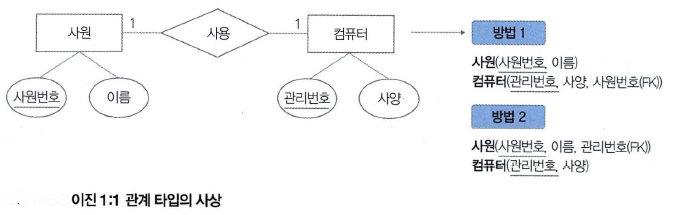 사원
1
사용
1
컴퓨터
사원번호
이름
관리번호
사양
방법 1
사원(사원번호, 이름)
컴퓨터(관리번호, 사양, 사원번호(FK))
방법 2
사원(사원번호, 이름, 관리번호(FK))
컴퓨터(관리번호, 사양)
이진 1:1 관계 타입의 사상